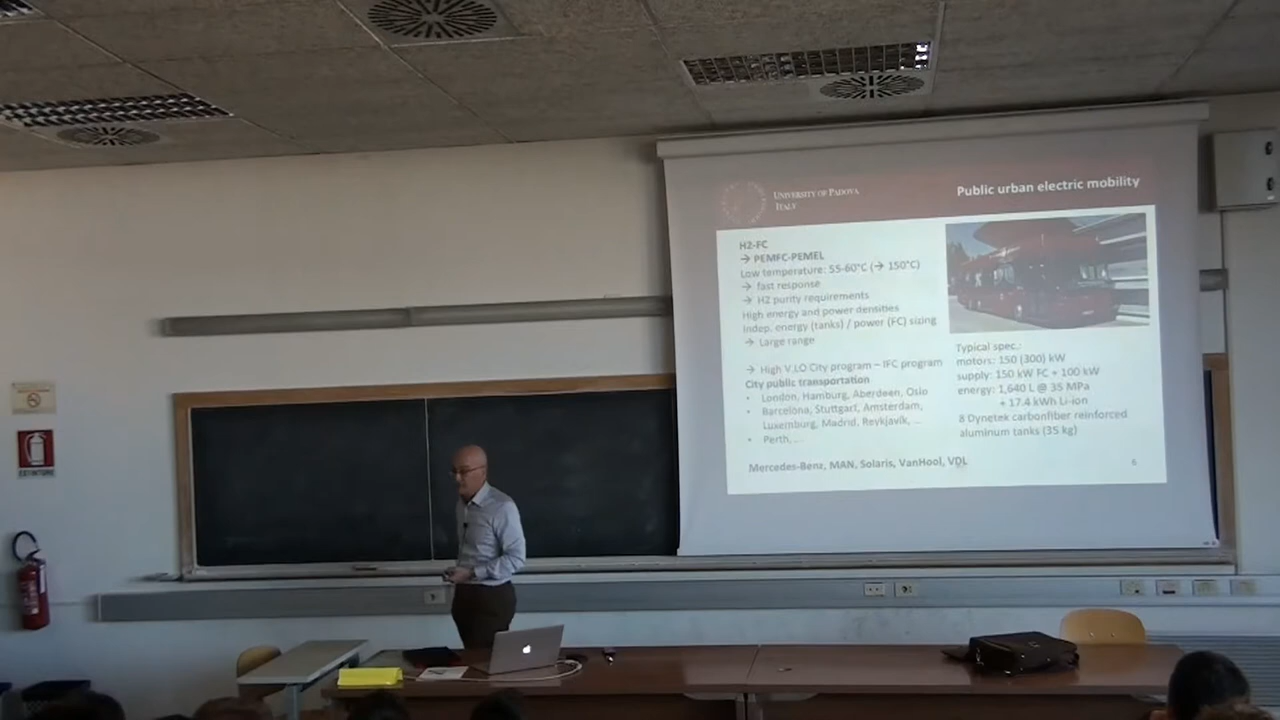 UNIVERSITY OF PADOVA
ITALY
Public urban electric mobility
H2-FC
→ PEMFC-PEMEL
Low temperature: 55-60°C (→ 150°C)
→ fast response
→ H2 purity requirements
High energy and power densities
Indep. energy (tanks) / power (FC) sizing
→ Large range
→ High V.LO City program – IFC program
City public transportation
• London, Hamburg, Aberdeen, Oslo
• Barcelona, Stuttgart, Amsterdam,
Luxemburg, Madrid, Reykjavik, ...
• Perth, ...
Mercedes-Benz, MAN, Solaris, VanHool, VDL
Typical spec.:
motors: 150 (300) kW
supply: 150 kW FC + 100 kW
energy: 1,640 L @ 35 MPa
+ 17.4 kWh Li-ion
8 Dynetek carbonfiber reinforced
aluminum tanks (35 kg)
6
ESTINTORE